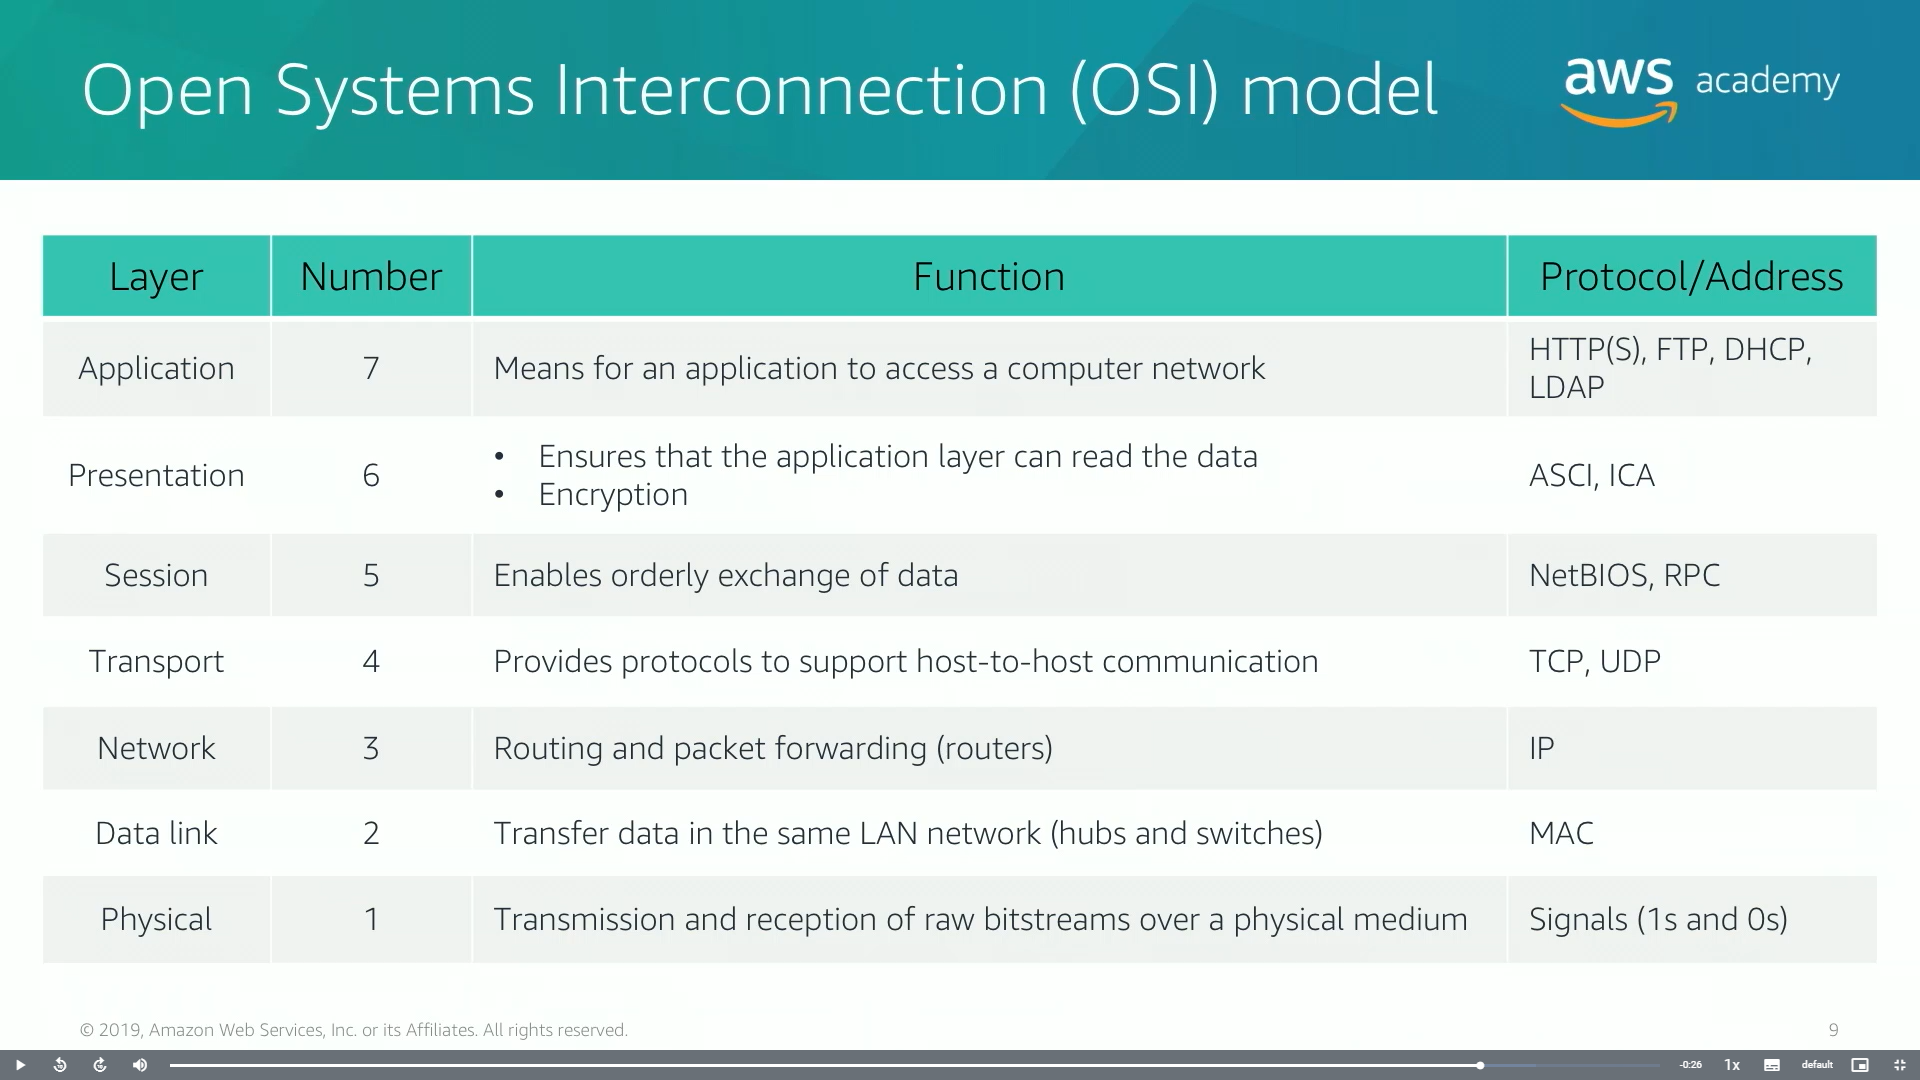 Open Systems Interconnection (OSI) model
aws academy
Layer Number Function Protocol/Address
Application 7 Means for an application to access a computer network HTTP(S), FTP, DHCP,
LDAP
Presentation 6 • Ensures that the application layer can read the data
• Encryption ASCI, ICA
Session 5 Enables orderly exchange of data NetBIOS, RPC
Transport 4 Provides protocols to support host-to-host communication TCP, UDP
Network 3 Routing and packet forwarding (routers) IP
Data link 2 Transfer data in the same LAN network (hubs and switches) MAC
Physical 1 Transmission and reception of raw bitstreams over a physical medium Signals (1s and 0s)
© 2019, Amazon Web Services, Inc. or its Affiliates. All rights reserved. 9
-0:26 1x default